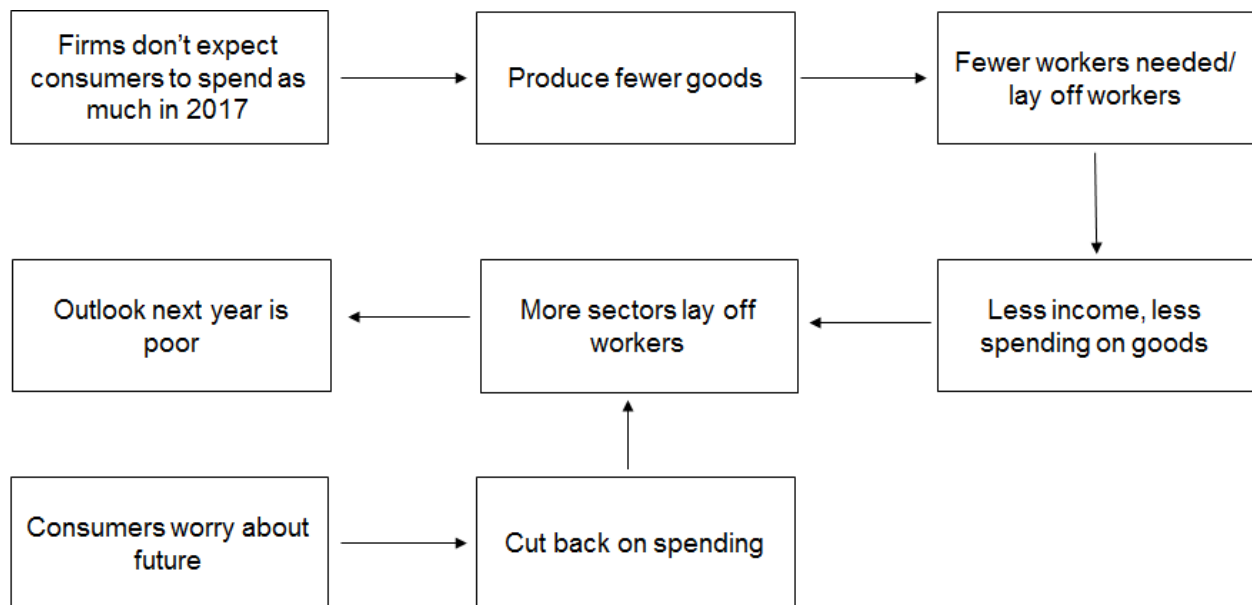 Firms don’t expect
consumers to spend as
much in 2017
Produce fewer goods
Fewer workers needed/
lay off workers
Outlook next year is
poor
More sectors lay off
workers
Less income, less
spending on goods
Consumers worry about
future
Cut back on spending